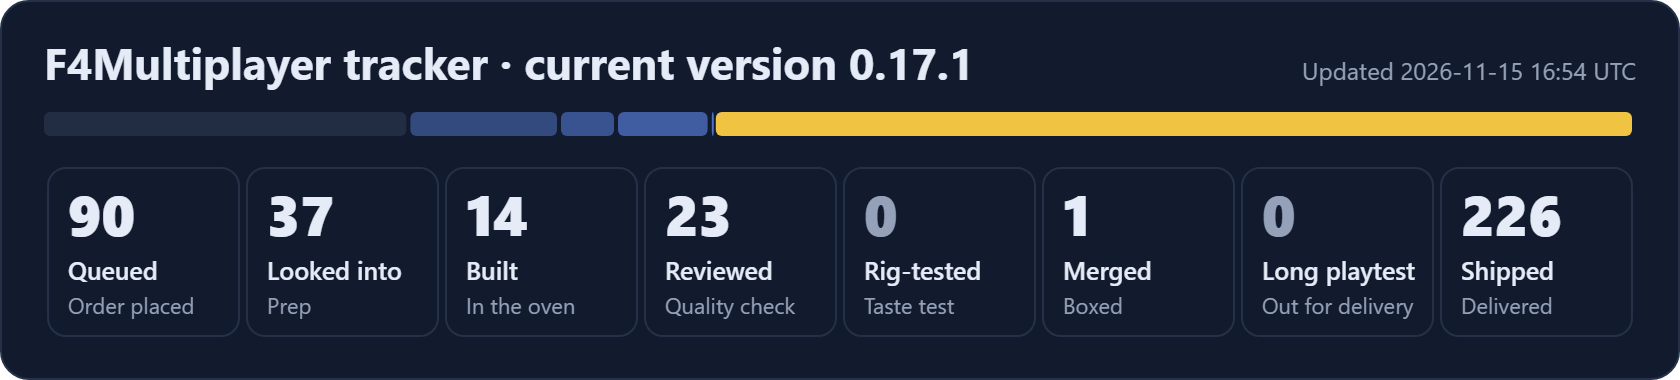 F4Multiplayer tracker · current version 0.17.1
Updated 2026-11-15 16:54 UTC
90
Queued
Order placed
37
Looked into
Prep
14
Built
In the oven
23
Reviewed
Quality check
0
Rig-tested
Taste test
1
Merged
Boxed
0
Long playtest
Out for delivery
226
Shipped
Delivered